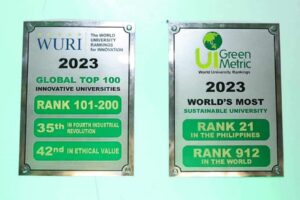 WURI
THE WORLD
UNIVERSITY
RANKINGS
for INNOVATION
2023
GLOBAL TOP 100
INNOVATIVE UNIVERSITIES
RANK 101-200
35th IN FOURTH INDUSTRIAL
REVOLUTION
42nd IN ETHICAL VALUE
UI Green
Metric
World University Rankings
2023
WORLD'S MOST
SUSTAINABLE UNIVERSITY
RANK 21
IN THE PHILIPPINES
RANK 912
IN THE WORLD